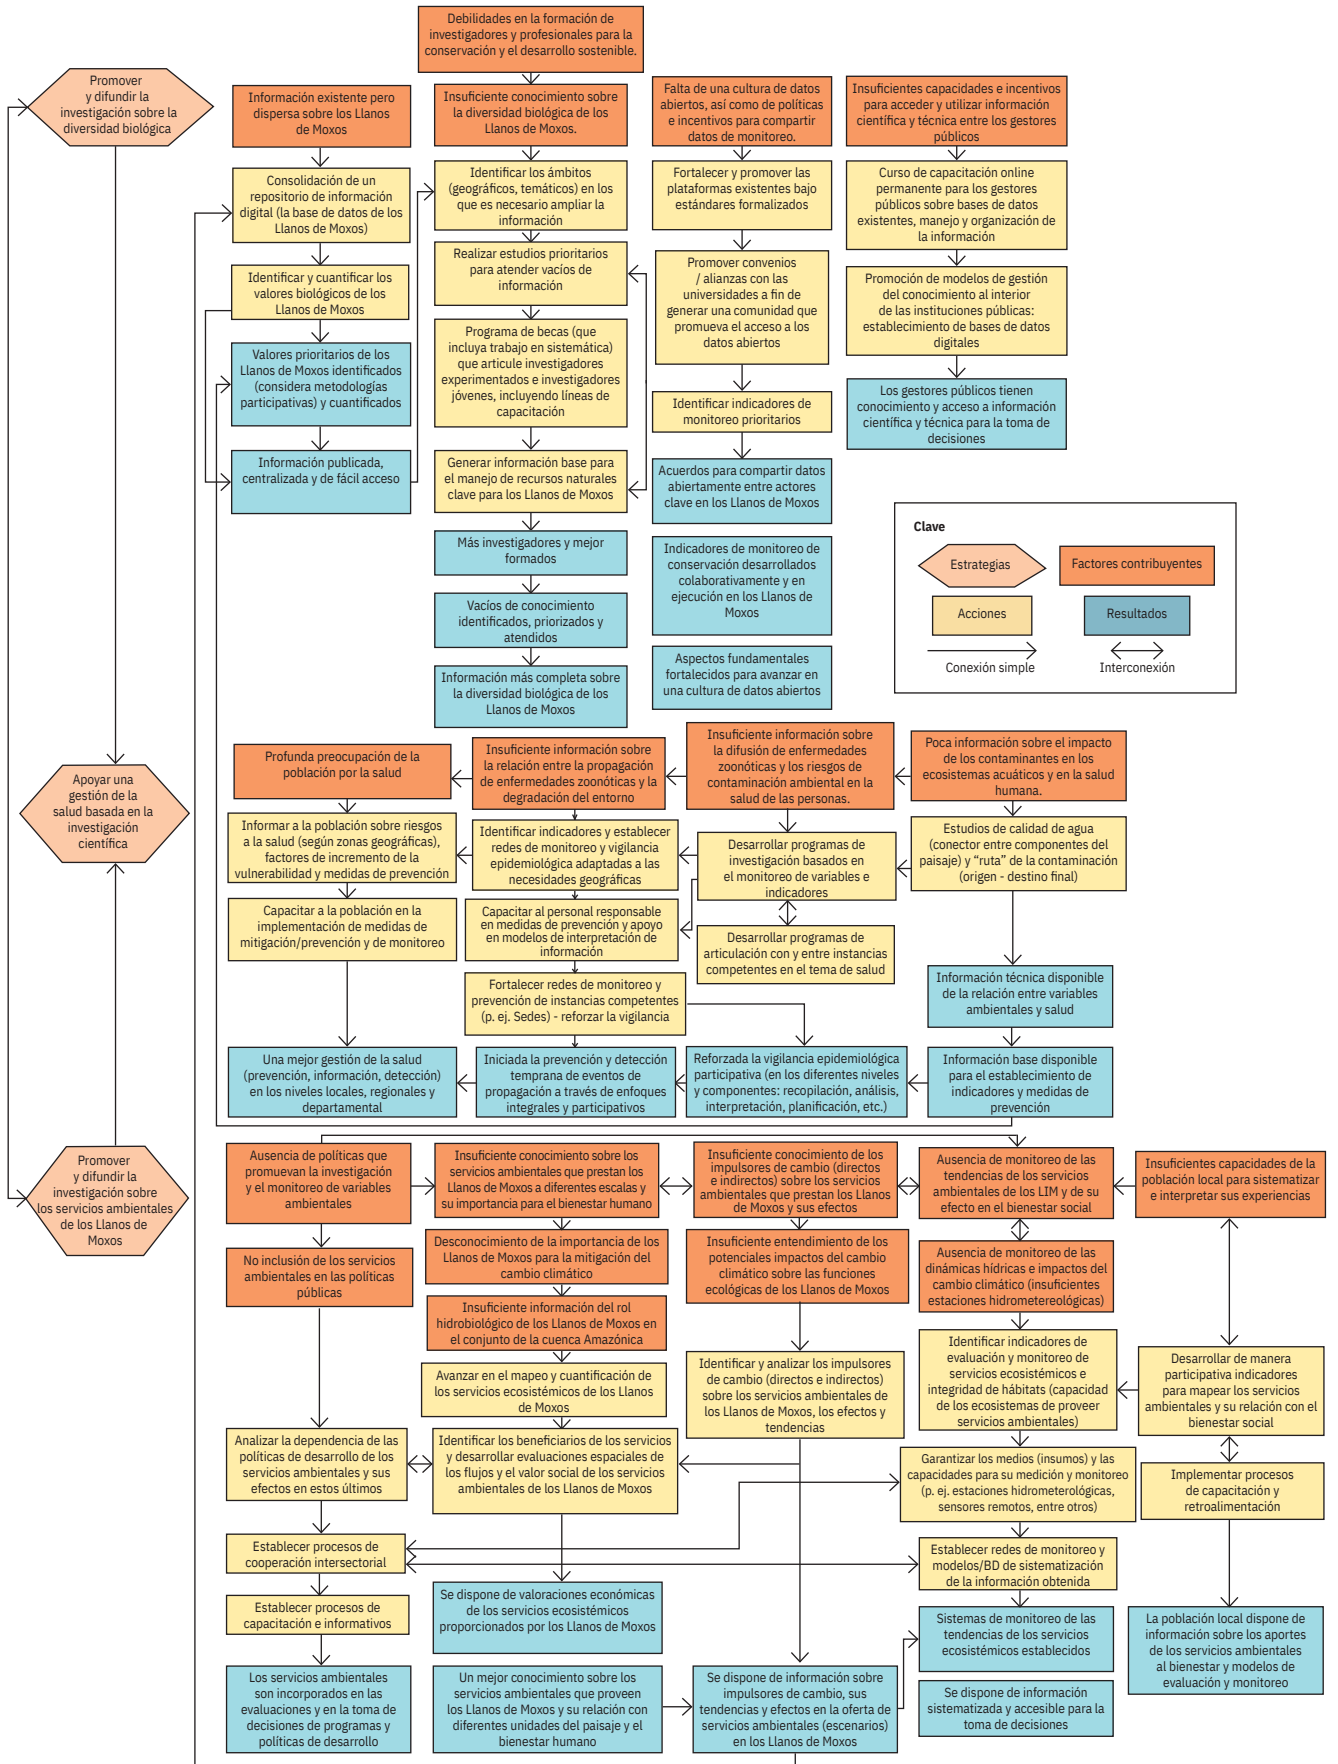 Debilidades en la formación de
investigadores y profesionales para la
conservación y el desarrollo sostenible.
Promover
y difundir la
investigación sobre la
diversidad biológica
Información existente pero
dispersa sobre los Llanos
de Moxos
Consolidación de un
repositorio de información
digital (la base de datos de los
Llanos de Moxos)
Identificar y cuantificar los
valores biológicos de los
Llanos de Moxos
Valores prioritarios de los
Llanos de Moxos identificados
(considera metodologías
participativas) y cuantificados
Información publicada,
centralizada y de fácil acceso
Insuficiente conocimiento sobre
la diversidad biológica de los
Llanos de Moxos.
Identificar los ámbitos
(geográficos, temáticos) en los
que es necesario ampliar la
información
Realizar estudios prioritarios
para atender vacíos de
información
Programa de becas (que
incluya trabajo en sistemática)
que articule investigadores
experimentados e investigadores
jóvenes, incluyendo líneas de
capacitación
Generar información base para
el manejo de recursos naturales
clave para los Llanos de Moxos
Más investigadores y mejor
formados
Vacíos de conocimiento
identificados, priorizados y
atendidos
Información más completa sobre
la diversidad biológica de los
Llanos de Moxos
Falta de una cultura de datos
abiertos, así como de políticas
e incentivos para compartir
datos de monitoreo.
Fortalecer y promover las
plataformas existentes bajo
estándares formalizados
Promover convenios
/ alianzas con las
universidades a fin de
generar una comunidad que
promueva el acceso a los
datos abiertos
Identificar indicadores de
monitoreo prioritarios
Acuerdos para compartir datos
abiertamente entre actores
clave en los Llanos de Moxos
Indicadores de monitoreo de
conservación desarrollados
colaborativamente y en
ejecución en los Llanos de
Moxos
Aspectos fundamentales
fortalecidos para avanzar en
una cultura de datos abiertos
Insuficientes capacidades e incentivos
para acceder y utilizar información
científica y técnica entre los gestores
públicos
Curso de capacitación online
permanente para los gestores
públicos sobre bases de datos
existentes, manejo y organización de
la información
Promoción de modelos de gestión
del conocimiento al interior
de las instituciones públicas:
establecimiento de bases de datos
digitales
Los gestores públicos tienen
conocimiento y acceso a información
científica y técnica para la toma de
decisiones
Clave
Estrategias
Factores contribuyentes
Acciones
Resultados
Conexión simple
Interconexión
Apoyar una
gestión de la
salud basada en la
investigación
científica
Profunda preocupación de la
población por la salud
Informar a la población sobre riesgos
a la salud (según zonas geográficas),
factores de incremento de la
vulnerabilidad y medidas de prevención
Capacitar a la población en la
implementación de medidas de
mitigación/prevención y de monitoreo
Una mejor gestión de la salud
(prevención, información, detección)
en los niveles locales, regionales y
departamental
Insuficiente información sobre
la relación entre la propagación
de enfermedades zoonóticas y la
degradación del entorno
Identificar indicadores y establecer
redes de monitoreo y vigilancia
epidemiológica adaptadas a las
necesidades geográficas
Capacitar al personal responsable
en medidas de prevención y apoyo
en modelos de interpretación de
información
Fortalecer redes de monitoreo y
prevención de instancias competentes
(p. ej. Sedes) - reforzar la vigilancia
Iniciada la prevención y detección
temprana de eventos de
propagación a través de enfoques
integrales y participativos
Insuficiente información sobre
la difusión de enfermedades
zoonóticas y los riesgos de
contaminación ambiental en la
salud de las personas.
Desarrollar programas de
investigación basados en
el monitoreo de variables e
indicadores
Desarrollar programas de
articulación con y entre instancias
competentes en el tema de salud
Reforzada la vigilancia epidemiológica
participativa (en los diferentes niveles
y componentes: recopilación, análisis,
interpretación, planificación, etc.)
Poca información sobre el impacto
de los contaminantes en los
ecosistemas acuáticos y en la salud
humana.
Estudios de calidad de agua
(conector entre componentes del
paisaje) y “ruta” de la contaminación
(origen - destino final)
Información técnica disponible
de la relación entre variables
ambientales y salud
Información base disponible
para el establecimiento de
indicadores y medidas de
prevención
Promover
y difundir la
investigación sobre
los servicios ambientales
de los Llanos de
Moxos
Ausencia de políticas que
promuevan la investigación
y el monitoreo de variables
ambientales
No inclusión de los servicios
ambientales en las políticas
públicas
Analizar la dependencia de las
políticas de desarrollo de los
servicios ambientales y sus
efectos en estos últimos
Establecer procesos de
cooperación intersectorial
Establecer procesos de
capacitación e informativos
Los servicios ambientales
son incorporados en las
evaluaciones y en la toma de
decisiones de programas y
políticas de desarrollo
Insuficiente conocimiento sobre los
servicios ambientales que prestan los
Llanos de Moxos a diferentes escalas y
su importancia para el bienestar humano
Desconocimiento de la importancia de los
Llanos de Moxos para la mitigación del
cambio climático
Insuficiente información del rol
hidrobiológico de los Llanos de Moxos en
el conjunto de la cuenca Amazónica
Avanzar en el mapeo y cuantificación de
los servicios ecosistémicos de los Llanos
de Moxos
Identificar los beneficiarios de los servicios
y desarrollar evaluaciones espaciales de
los flujos y el valor social de los servicios
ambientales de los Llanos de Moxos
Se dispone de valoraciones económicas
de los servicios ecosistémicos
proporcionados por los Llanos de Moxos
Un mejor conocimiento sobre los
servicios ambientales que proveen
los Llanos de Moxos y su relación con
diferentes unidades del paisaje y el
bienestar humano
Insuficiente conocimiento de los
impulsores de cambio (directos
e indirectos) sobre los servicios
ambientales que prestan los Llanos
de Moxos y sus efectos
Insuficiente entendimiento de los
potenciales impactos del cambio
climático sobre las funciones
ecológicas de los Llanos de Moxos
Identificar y analizar los impulsores
de cambio (directos e indirectos)
sobre los servicios ambientales de
los Llanos de Moxos, los efectos y
tendencias
Se dispone de información sobre
impulsores de cambio, sus
tendencias y efectos en la oferta de
servicios ambientales (escenarios)
en los Llanos de Moxos
Ausencia de monitoreo de las
tendencias de los servicios
ambientales de los LIM y de su
efecto en el bienestar social
Ausencia de monitoreo de las
dinámicas hídricas e impactos del
cambio climático (insuficientes
estaciones hidrometereológicas)
Identificar indicadores de
evaluación y monitoreo de
servicios ecosistémicos e
integridad de hábitats (capacidad
de los ecosistemas de proveer
servicios ambientales)
Garantizar los medios (insumos) y las
capacidades para su medición y monitoreo
(p. ej. estaciones hidrometerológicas,
sensores remotos, entre otros)
Establecer redes de monitoreo y
modelos/BD de sistematización
de la información obtenida
Sistemas de monitoreo de las
tendencias de los servicios
ecosistémicos establecidos
Se dispone de información
sistematizada y accesible para la
toma de decisiones
Insuficientes capacidades de la
población local para sistematizar
e interpretar sus experiencias
Desarrollar de manera
participativa indicadores
para mapear los servicios
ambientales y su relación con el
bienestar social
Implementar procesos
de capacitación y
retroalimentación
La población local dispone de
información sobre los aportes
de los servicios ambientales
al bienestar y modelos de
evaluación y monitoreo